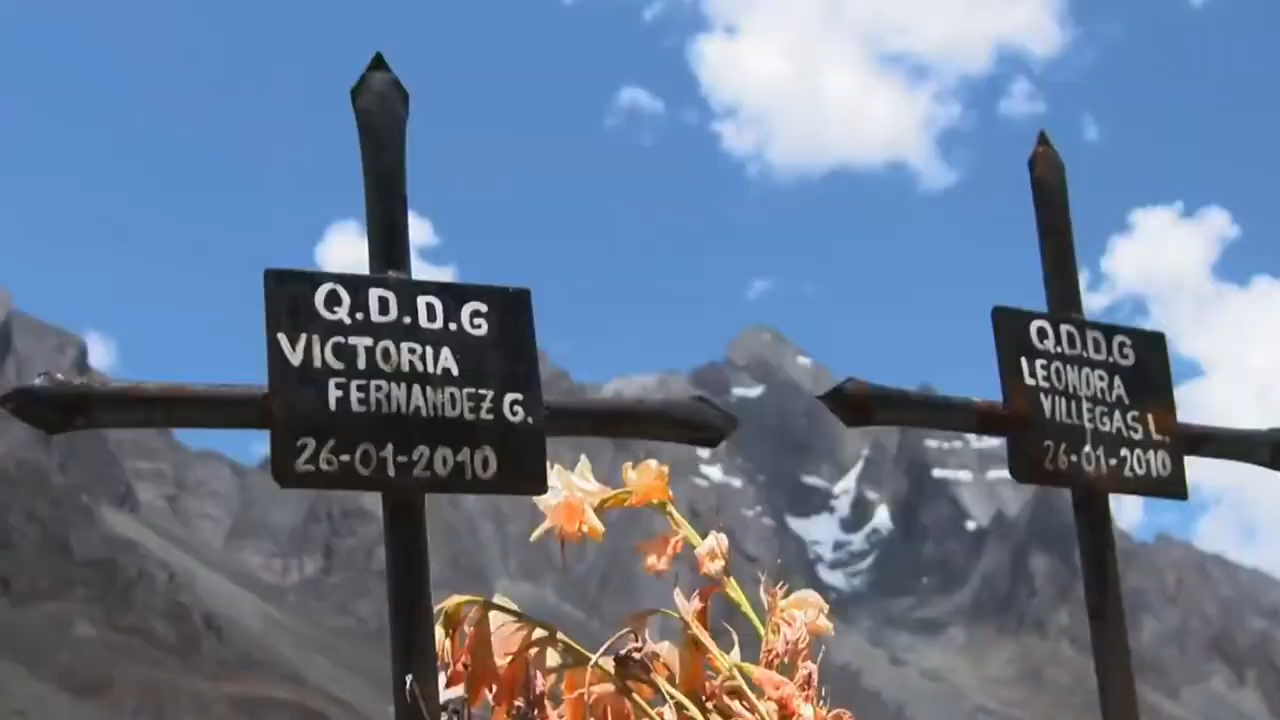 Q.D.D.G
VICTORIA
FERNANDEZ G.
26-01-2010
Q.D.D.G
LEONORA
VILLEGAS L.
26-01-2010